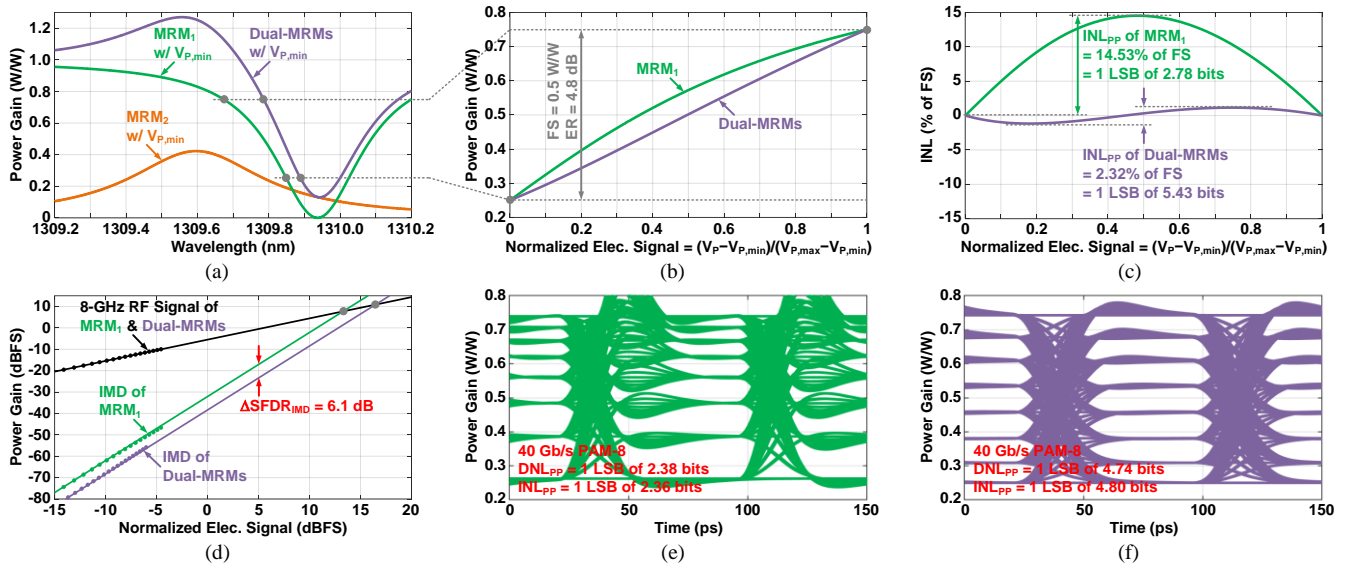 MRM1
w/ VP,min
Dual-MRMs
w/ VP,min
MRM2
w/ VP,min
Power Gain (W/W)
1.2
1.0
0.8
0.6
0.4
0.2
0
1309.2 1309.4 1309.6 1309.8 1310.0 1310.2
Wavelength (nm)
(a)
FS = 0.5 W/W
ER = 4.8 dB
MRM1
Dual-MRMs
Power Gain (W/W)
0.8
0.7
0.6
0.5
0.4
0.3
0.2
0 0.2 0.4 0.6 0.8 1
Normalized Elec. Signal = (VP−VP,min)/(VP,max−VP,min)
(b)
INLPP of MRM1
= 14.53% of FS
= 1 LSB of 2.78 bits
INLPP of Dual-MRMs
= 2.32% of FS
= 1 LSB of 5.43 bits
INL (% of FS)
15
10
5
0
-5
-10
-15
0 0.2 0.4 0.6 0.8 1
Normalized Elec. Signal = (VP−VP,min)/(VP,max−VP,min)
(c)
8-GHz RF Signal of
MRM1 & Dual-MRMs
IMD of
MRM1
ΔSFDRIMD = 6.1 dB
IMD of
Dual-MRMs
Power Gain (dBFS)
10
0
-10
-20
-30
-40
-50
-60
-70
-80
-15 -10 -5 0 5 10 15 20
Normalized Elec. Signal (dBFS)
(d)
40 Gb/s PAM-8
DNLPP = 1 LSB of 2.38 bits
INLPP = 1 LSB of 2.36 bits
Power Gain (W/W)
0.8
0.7
0.6
0.5
0.4
0.3
0.2
0 50 100 150
Time (ps)
(e)
40 Gb/s PAM-8
DNLPP = 1 LSB of 4.74 bits
INLPP = 1 LSB of 4.80 bits
Power Gain (W/W)
0.8
0.7
0.6
0.5
0.4
0.3
0.2
0 50 100 150
Time (ps)
(f)